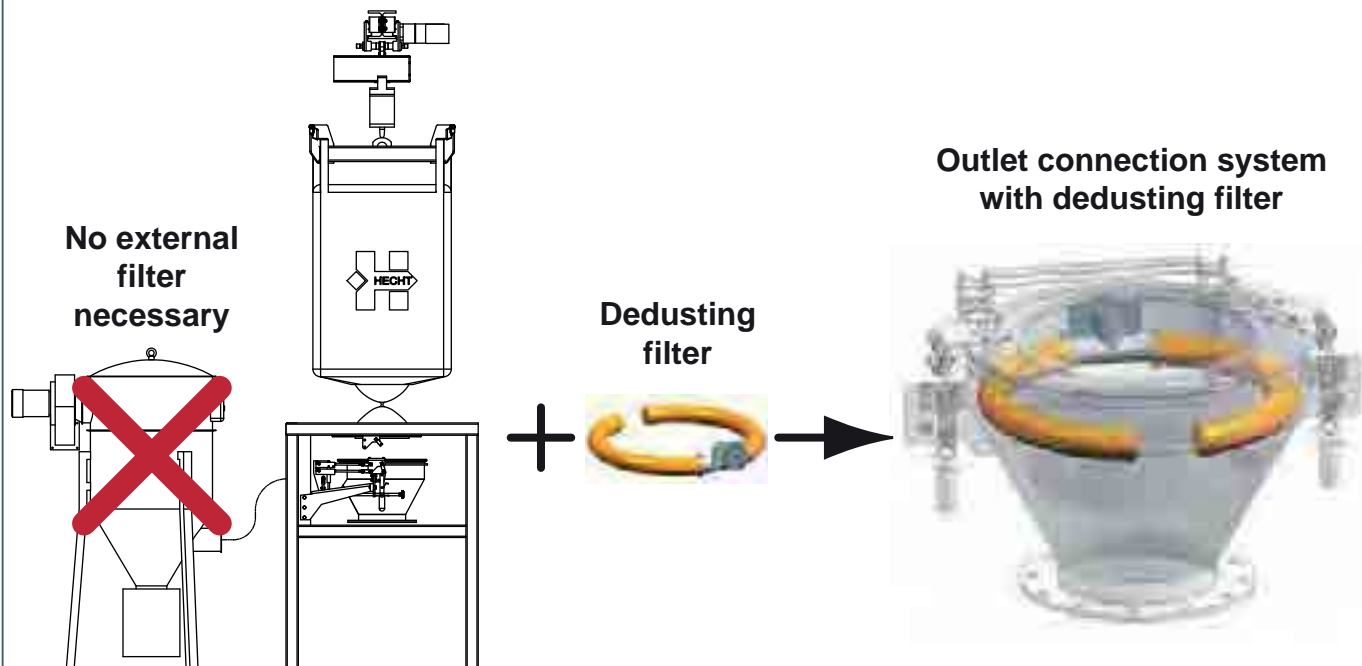 No external
filter
necessary
HECHT
Dedusting
filter
Outlet connection system
with dedusting filter